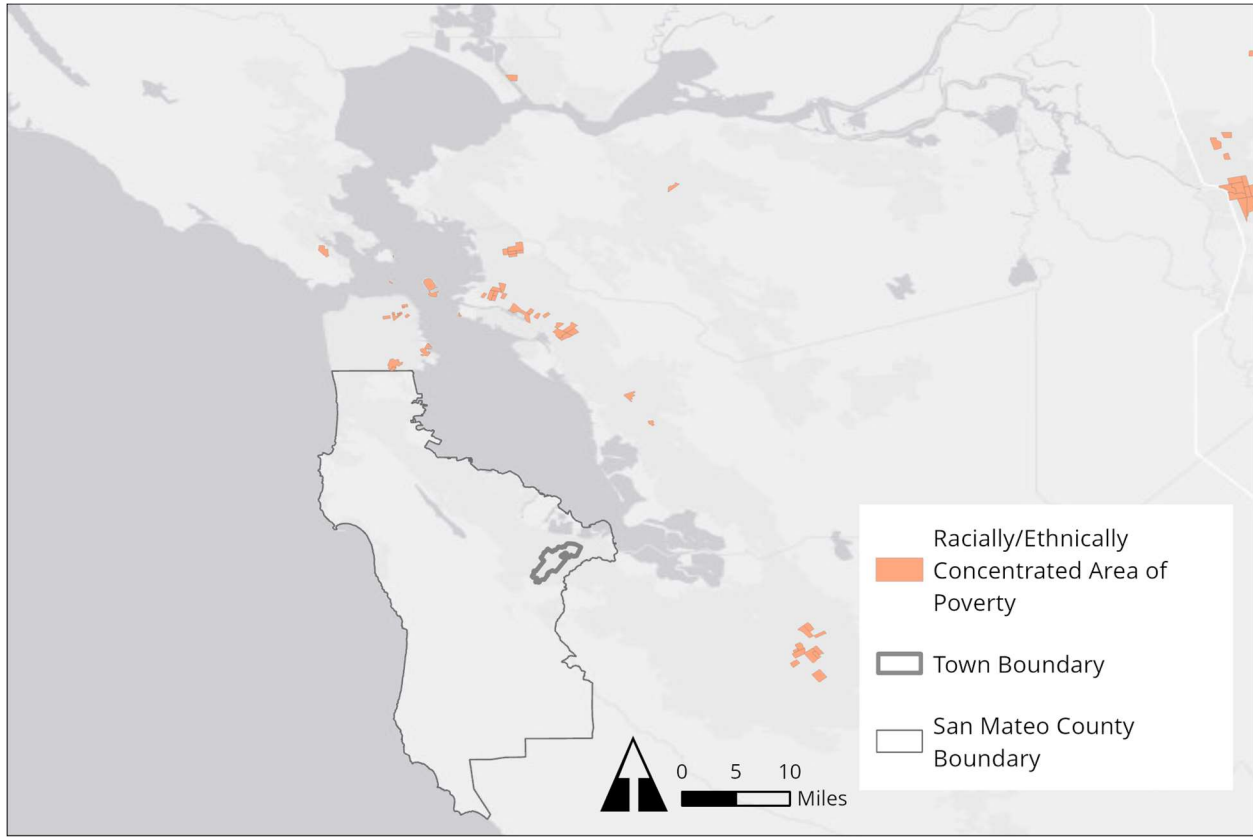 Racially/Ethnically
Concentrated Area of
Poverty
Town Boundary
San Mateo County
Boundary
0 5 10
Miles